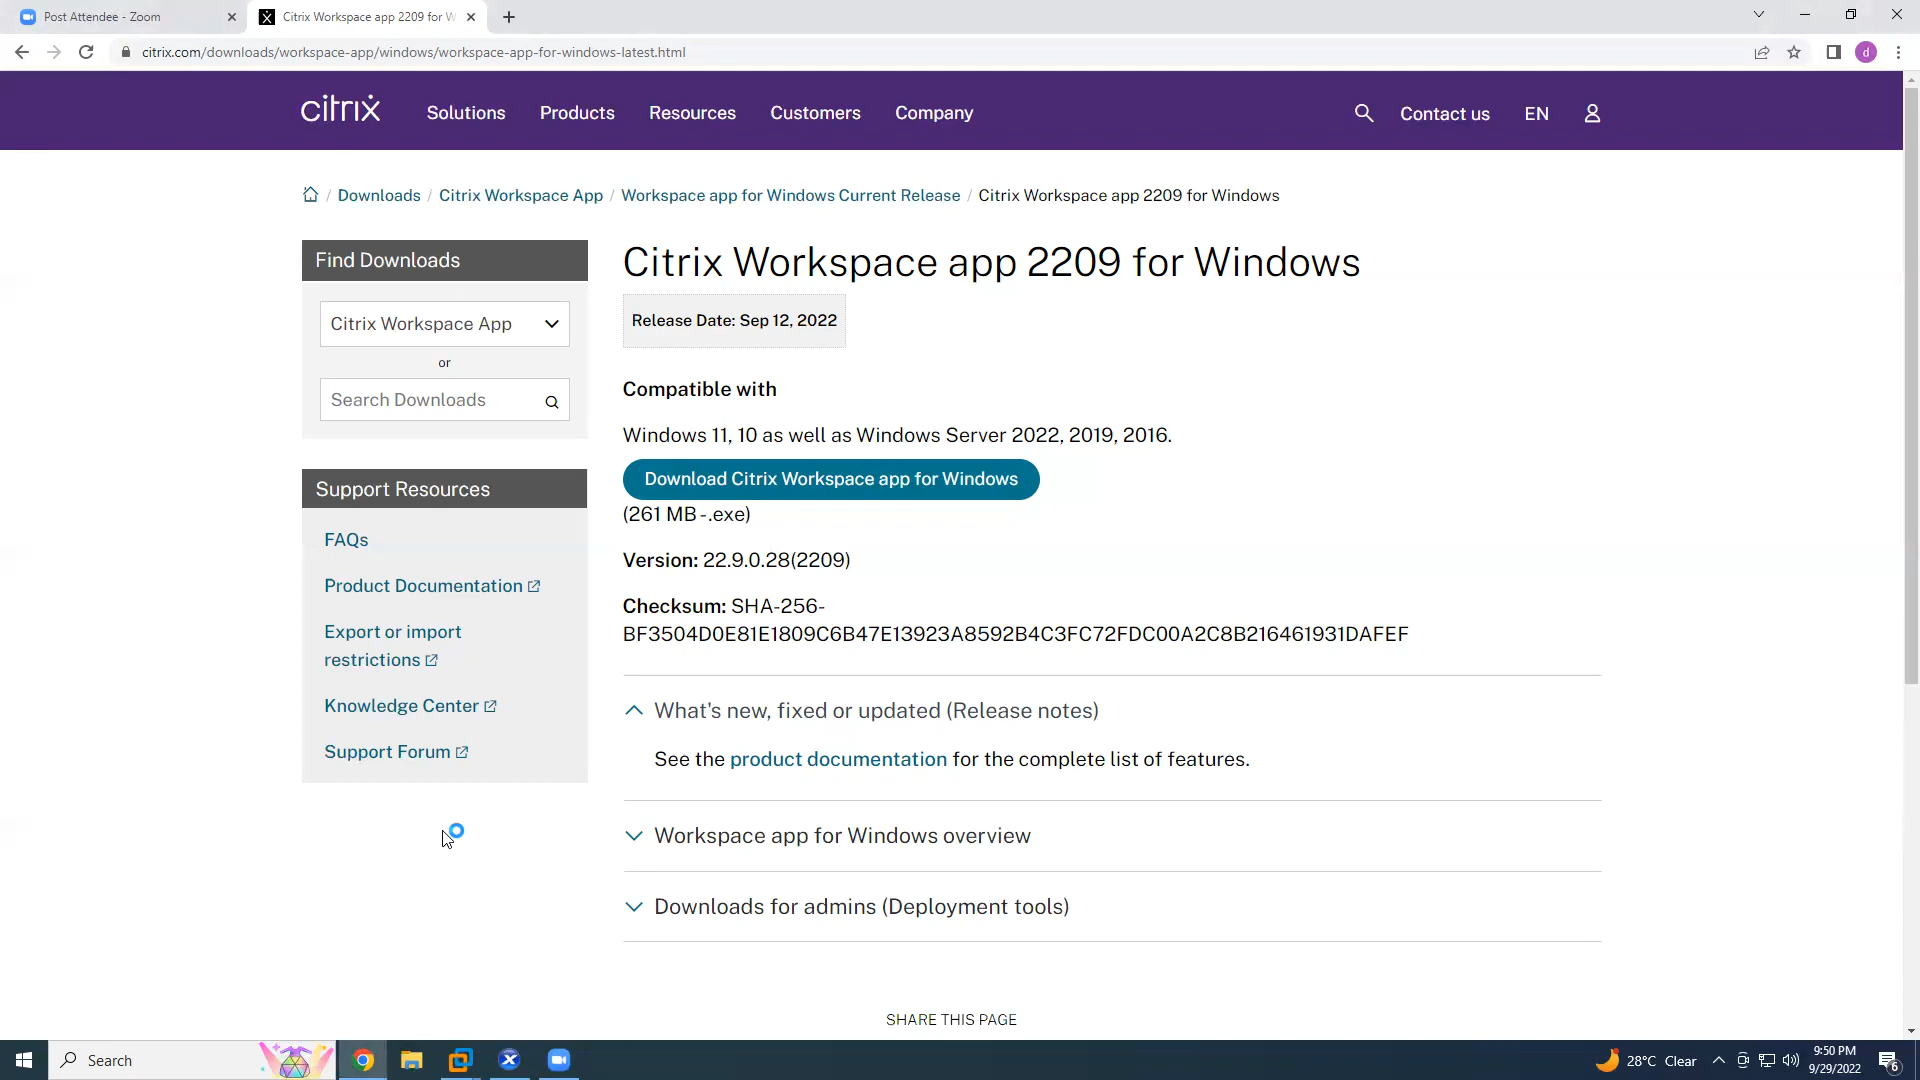 Post Attendee - Zoom
Citrix Workspace app 2209 for W
citrix.com/downloads/workspace-app/windows/workspace-app-for-windows-latest.html
d
citrix
Solutions
Products
Resources
Customers
Company
Contact us
EN
/ Downloads / Citrix Workspace App / Workspace app for Windows Current Release / Citrix Workspace app 2209 for Windows
Find Downloads
Citrix Workspace App
or
Search Downloads
Support Resources
FAQs
Product Documentation
Export or import
restrictions
Knowledge Center
Support Forum
Citrix Workspace app 2209 for Windows
Release Date: Sep 12, 2022
Compatible with
Windows 11, 10 as well as Windows Server 2022, 2019, 2016.
Download Citrix Workspace app for Windows
(261 MB - .exe)
Version: 22.9.0.28(2209)
Checksum: SHA-256-
BF3504D0E81E1809C6B47E13923A8592B4C3FC72FDC00A2C8B216461931DAFEF
What's new, fixed or updated (Release notes)
See the product documentation for the complete list of features.
Workspace app for Windows overview
Downloads for admins (Deployment tools)
SHARE THIS PAGE
Search
28°C Clear
9:50 PM
9/29/2022
6